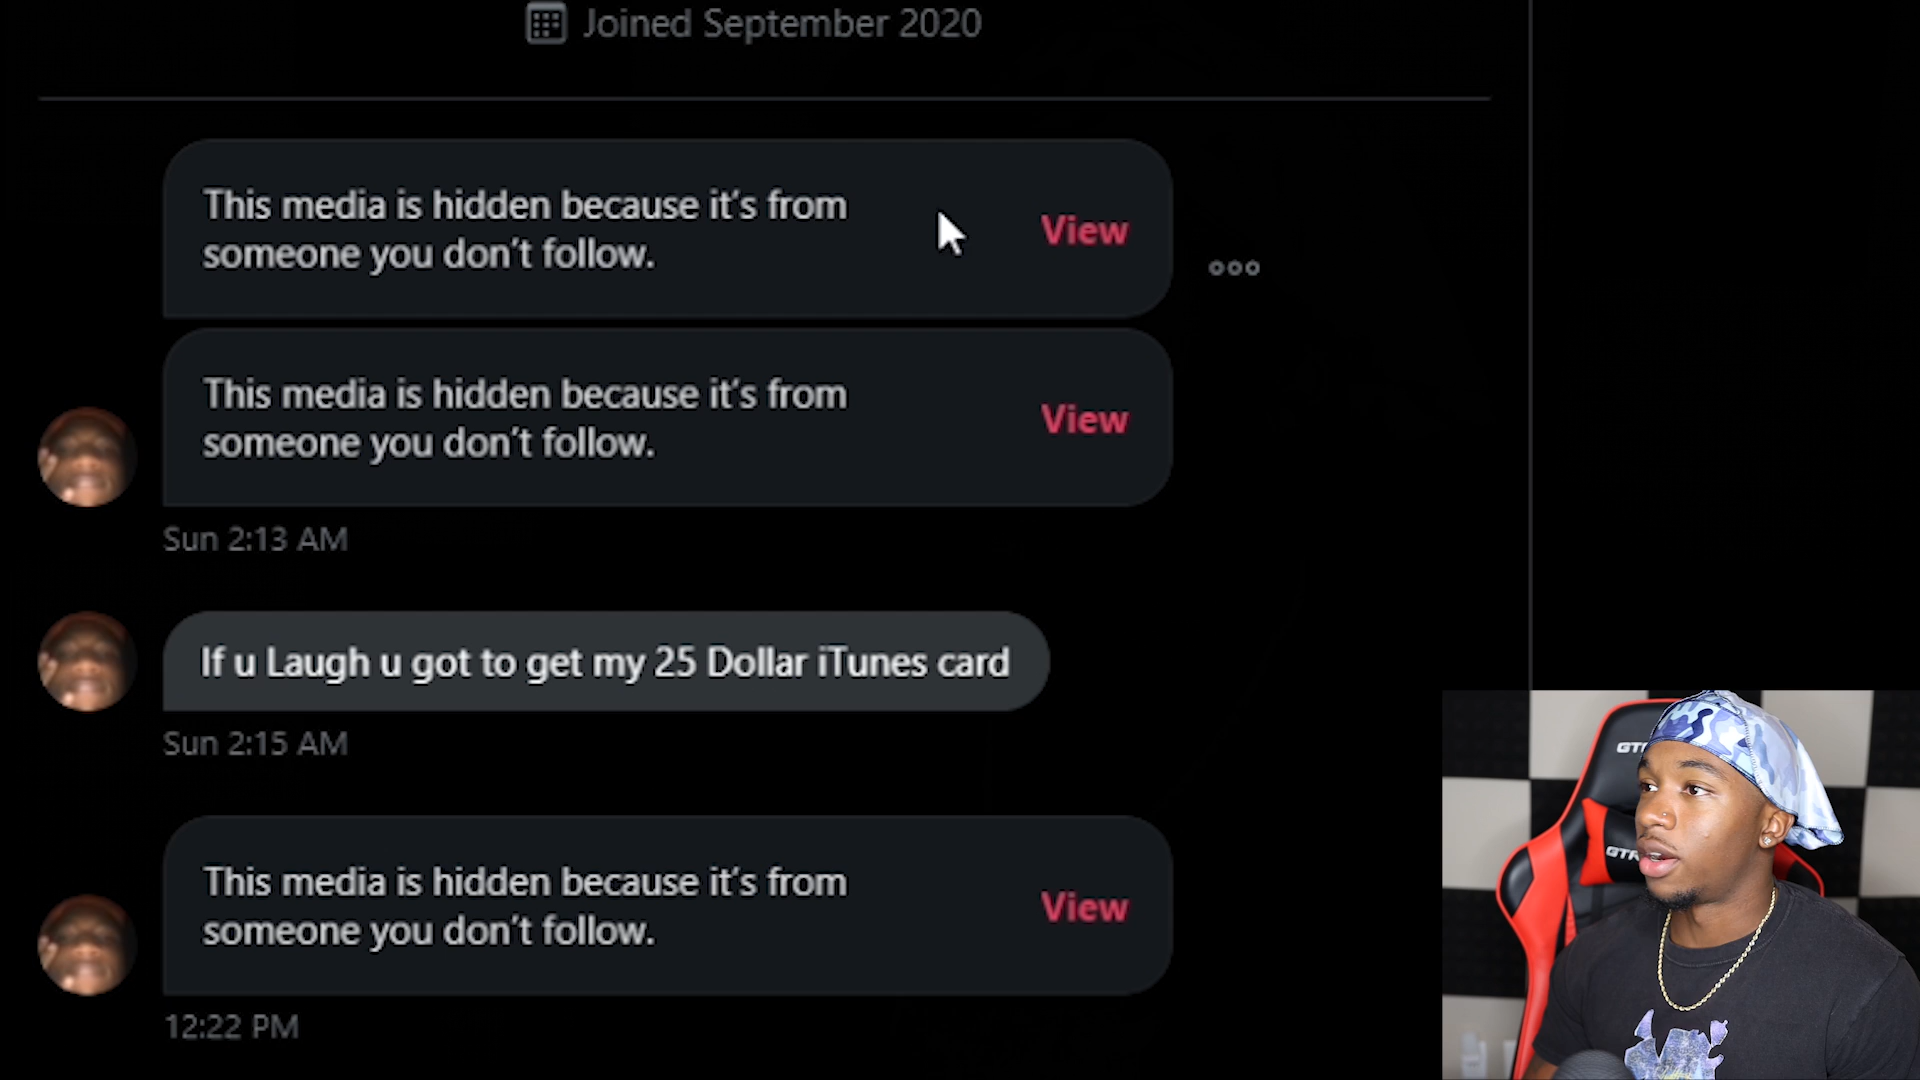 Joined September 2020
This media is hidden because it's from
someone you don't follow.
View
This media is hidden because it's from
someone you don't follow.
View
Sun 2:13 AM
If u Laugh u got to get my 25 Dollar iTunes card
Sun 2:15 AM
This media is hidden because it's from
someone you don't follow.
View
12:22 PM